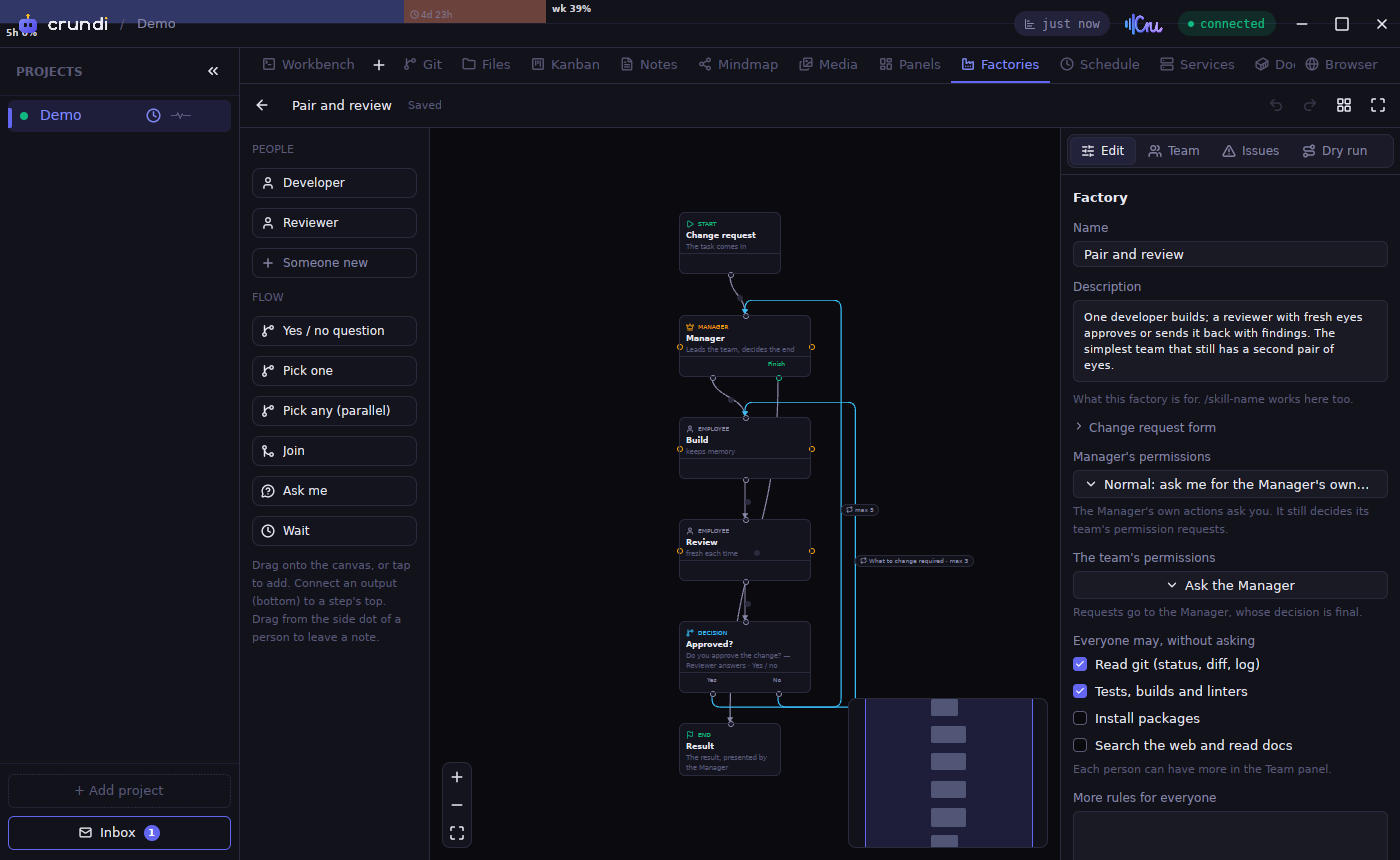 4d 23h
wk 39%
crundi / Demo
just now
Cru
connected
PROJECTS
Workbench
Git
Files
Kanban
Notes
Mindmap
Media
Panels
Factories
Schedule
Services
Browser
Demo
Pair and review
Saved
PEOPLE
Developer
Reviewer
Someone new
FLOW
Yes / no question
Pick one
Pick any (parallel)
Join
Ask me
Wait
Drag onto the canvas, or tap
to add. Connect an output
(bottom) to a step's top.
Drag from the side dot of a
person to leave a note.
START
Change request
The task comes in
MANAGER
Manager
Leads the team, decides the end
Finish
EMPLOYEE
Build
keeps memory
EMPLOYEE
Review
fresh each time
max 5
What to change required · max 3
DECISION
Approved?
Do you approve the change? —
Reviewer answers · Yes / no
Yes
No
END
Result
The result, presented by
the Manager
Edit
Team
Issues
Dry run
Factory
Name
Pair and review
Description
One developer builds; a reviewer with fresh eyes
approves or sends it back with findings. The
simplest team that still has a second pair of
eyes.
What this factory is for. /skill-name works here too.
Change request form
Manager's permissions
Normal: ask me for the Manager's own...
The Manager's own actions ask you. It still decides its
team's permission requests.
The team's permissions
Ask the Manager
Requests go to the Manager, whose decision is final.
Everyone may, without asking
Read git (status, diff, log)
Tests, builds and linters
Install packages
Search the web and read docs
Each person can have more in the Team panel.
More rules for everyone
+ Add project
Inbox 1